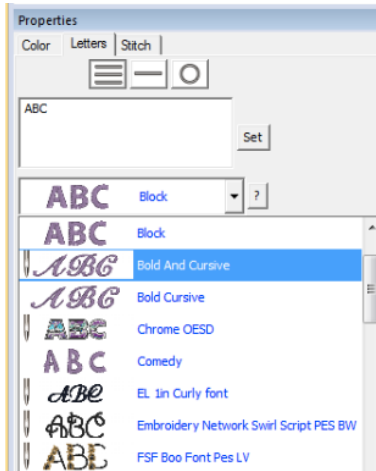 Properties
Color Letters Stitch
ABC
Set
ABC Block ?
ABC Block
ABC Bold And Cursive
ABC Bold Cursive
ABC Chrome OESD
ABC Comedy
ABC EL 1in Curly font
ABC Embroidery Network Swirl Script PES BW
ABC FSF Boo Font Pes LV